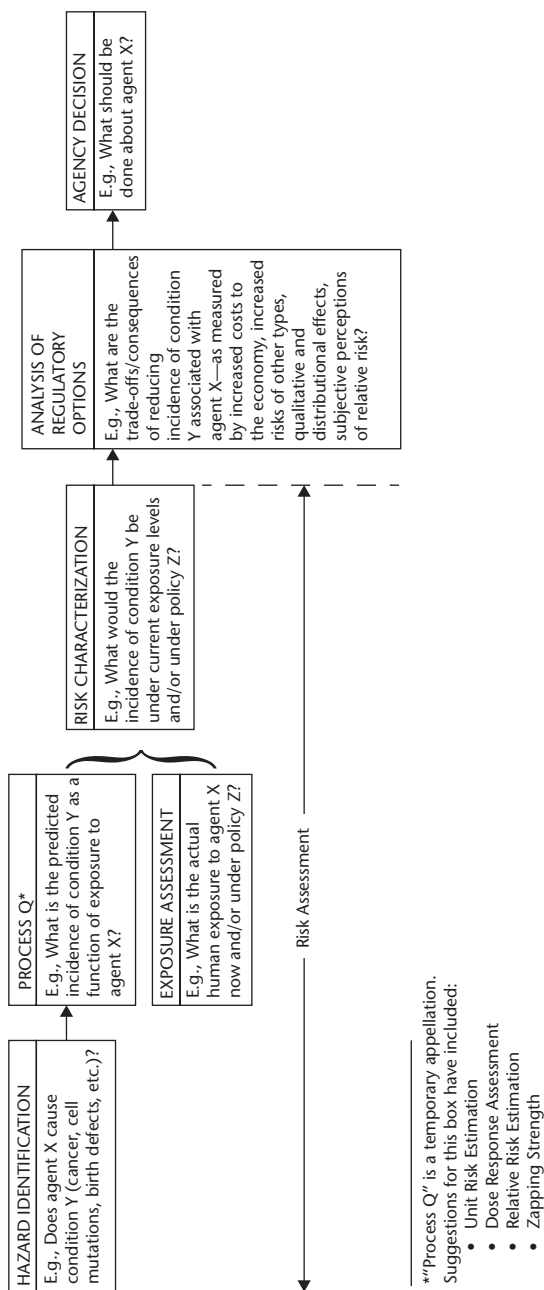 HAZARD IDENTIFICATION
E.g., Does agent X cause
condition Y (cancer, cell
mutations, birth defects, etc.)?
PROCESS Q*
E.g., What is the predicted
incidence of condition Y as a
function of exposure to
agent X?
EXPOSURE ASSESSMENT
E.g., What is the actual
human exposure to agent X
now and/or under policy Z?
RISK CHARACTERIZATION
E.g., What would the
incidence of condition Y be
under current exposure levels
and/or under policy Z?
ANALYSIS OF
REGULATORY
OPTIONS
E.g., What are the
trade-offs/consequences
of reducing
incidence of condition
Y associated with
agent X—as measured
by increased costs to
the economy, increased
risks of other types,
qualitative and
distributional effects,
subjective perceptions
of relative risk?
AGENCY DECISION
E.g., What should be
done about agent X?
Risk Assessment
*“Process Q” is a temporary appellation.
Suggestions for this box have included:
• Unit Risk Estimation
• Dose Response Assessment
• Relative Risk Estimation
• Zapping Strength